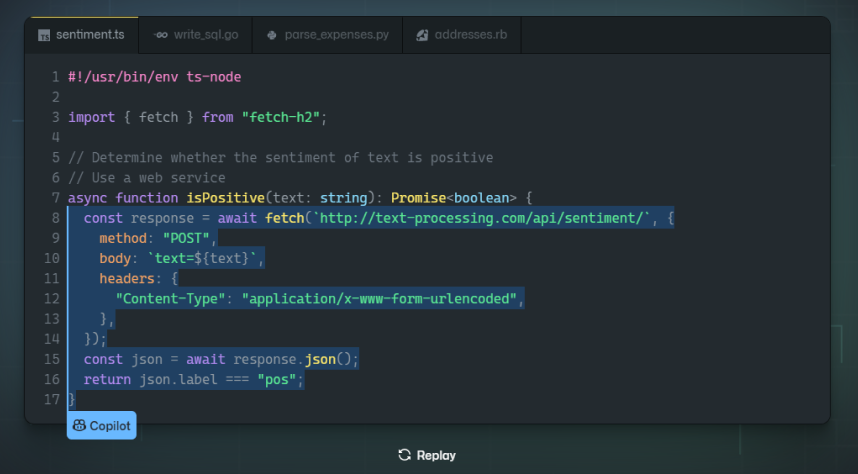 sentiment.ts write_sql.go parse_expenses.py addresses.rb
1 #!/usr/bin/env ts-node
2
3 import { fetch } from "fetch-h2";
4
5 // Determine whether the sentiment of text is positive
6 // Use a web service
7 async function isPositive(text: string): Promise<boolean> {
8 const response = await fetch(`http://text-processing.com/api/sentiment/`, {
9 method: "POST",
10 body: `text=${text}`,
11 headers: {
12 "Content-Type": "application/x-www-form-urlencoded",
13 },
14 });
15 const json = await response.json();
16 return json.label === "pos";
17 }
Copilot
Replay